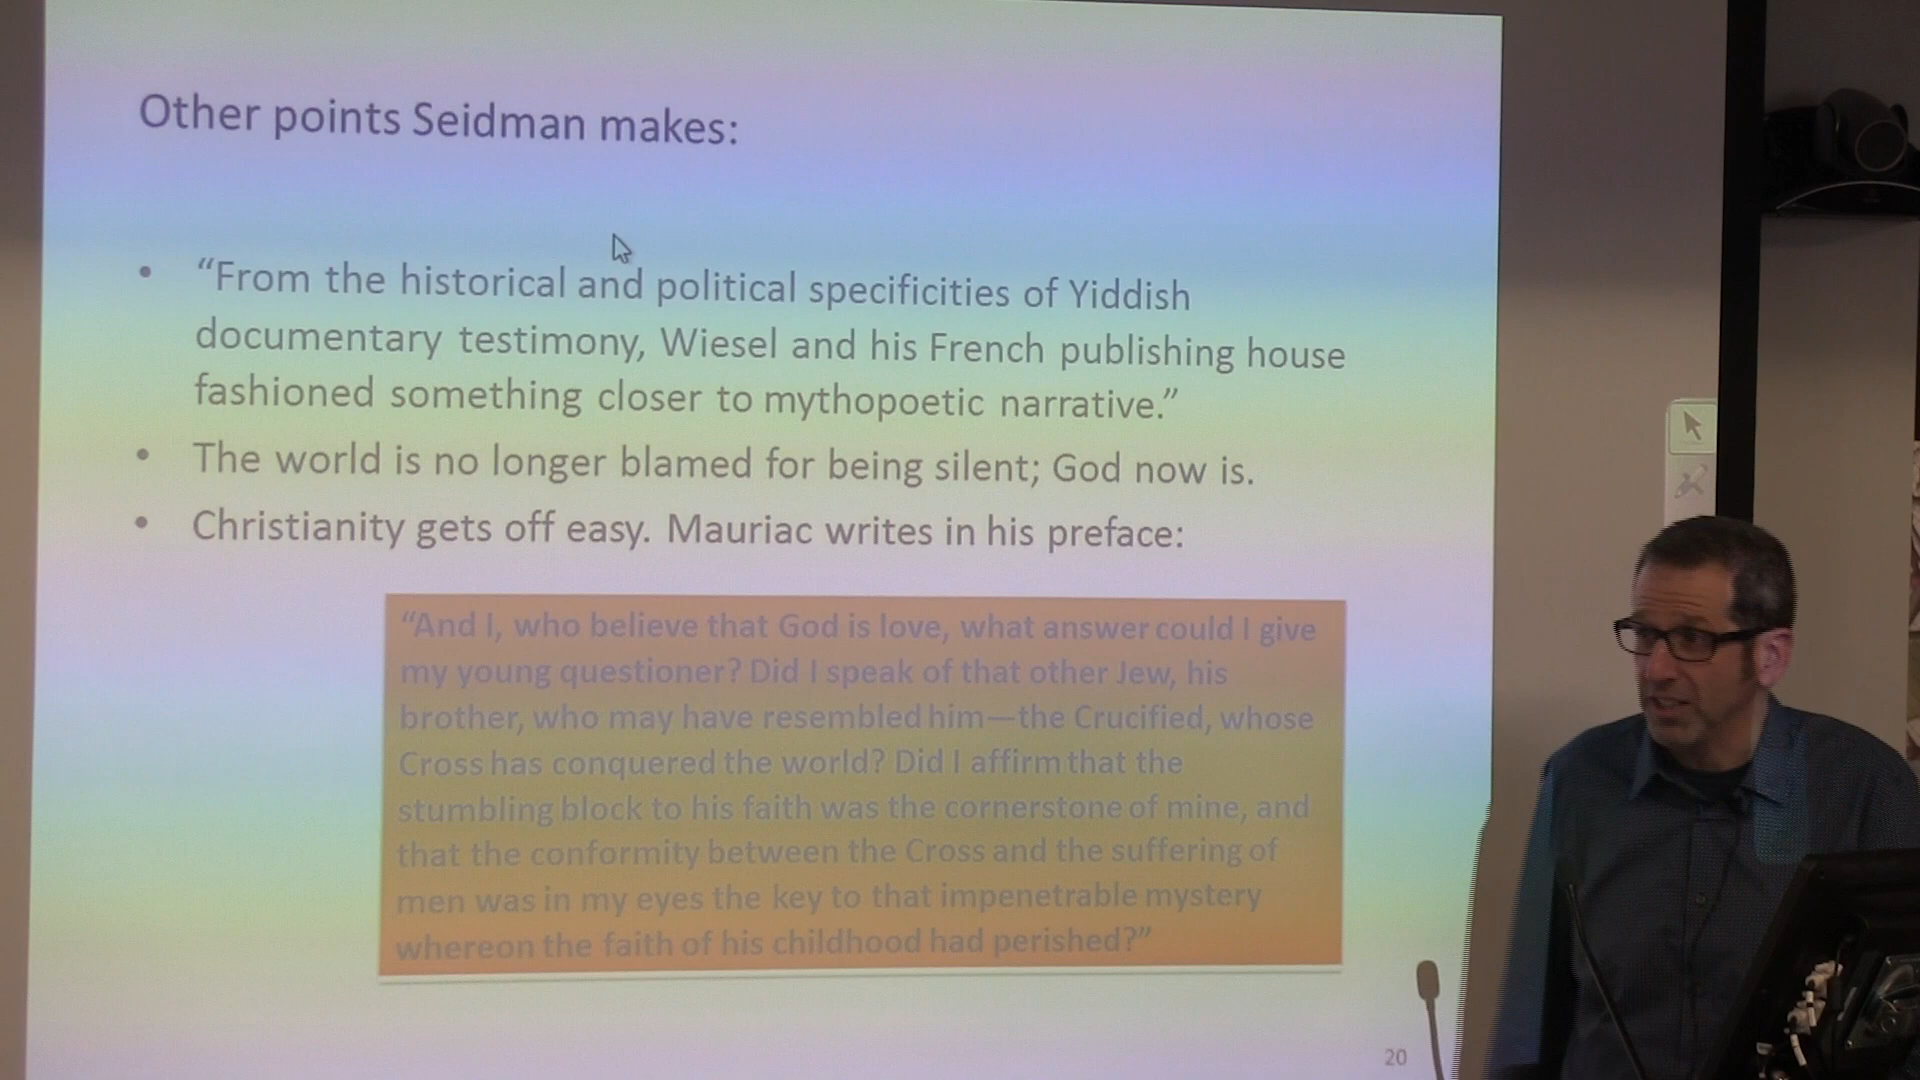 Other points Seidman makes:
• “From the historical and political specificities of Yiddish
documentary testimony, Wiesel and his French publishing house
fashioned something closer to mythopoetic narrative.”
• The world is no longer blamed for being silent; God now is.
• Christianity gets off easy. Mauriac writes in his preface:
“And I, who believe that God is love, what answer could I give
my young questioner? Did I speak of that other Jew, his
brother, who may have resembled him—the Crucified, whose
Cross has conquered the world? Did I affirm that the
stumbling block to his faith was the cornerstone of mine, and
that the conformity between the Cross and the suffering of
men was in my eyes the key to that impenetrable mystery
whereon the faith of his childhood had perished?”
20